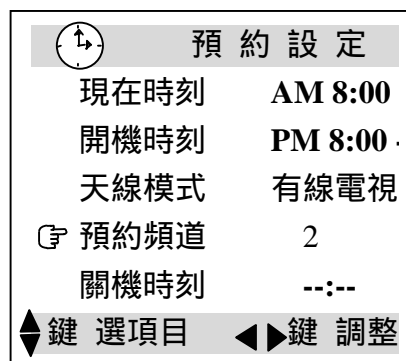 預約設定
現在時刻 AM 8:00
開機時刻 PM 8:00 -
天線模式 有線電視
預約頻道 2
關機時刻 --:--
鍵 選項目 鍵 調整